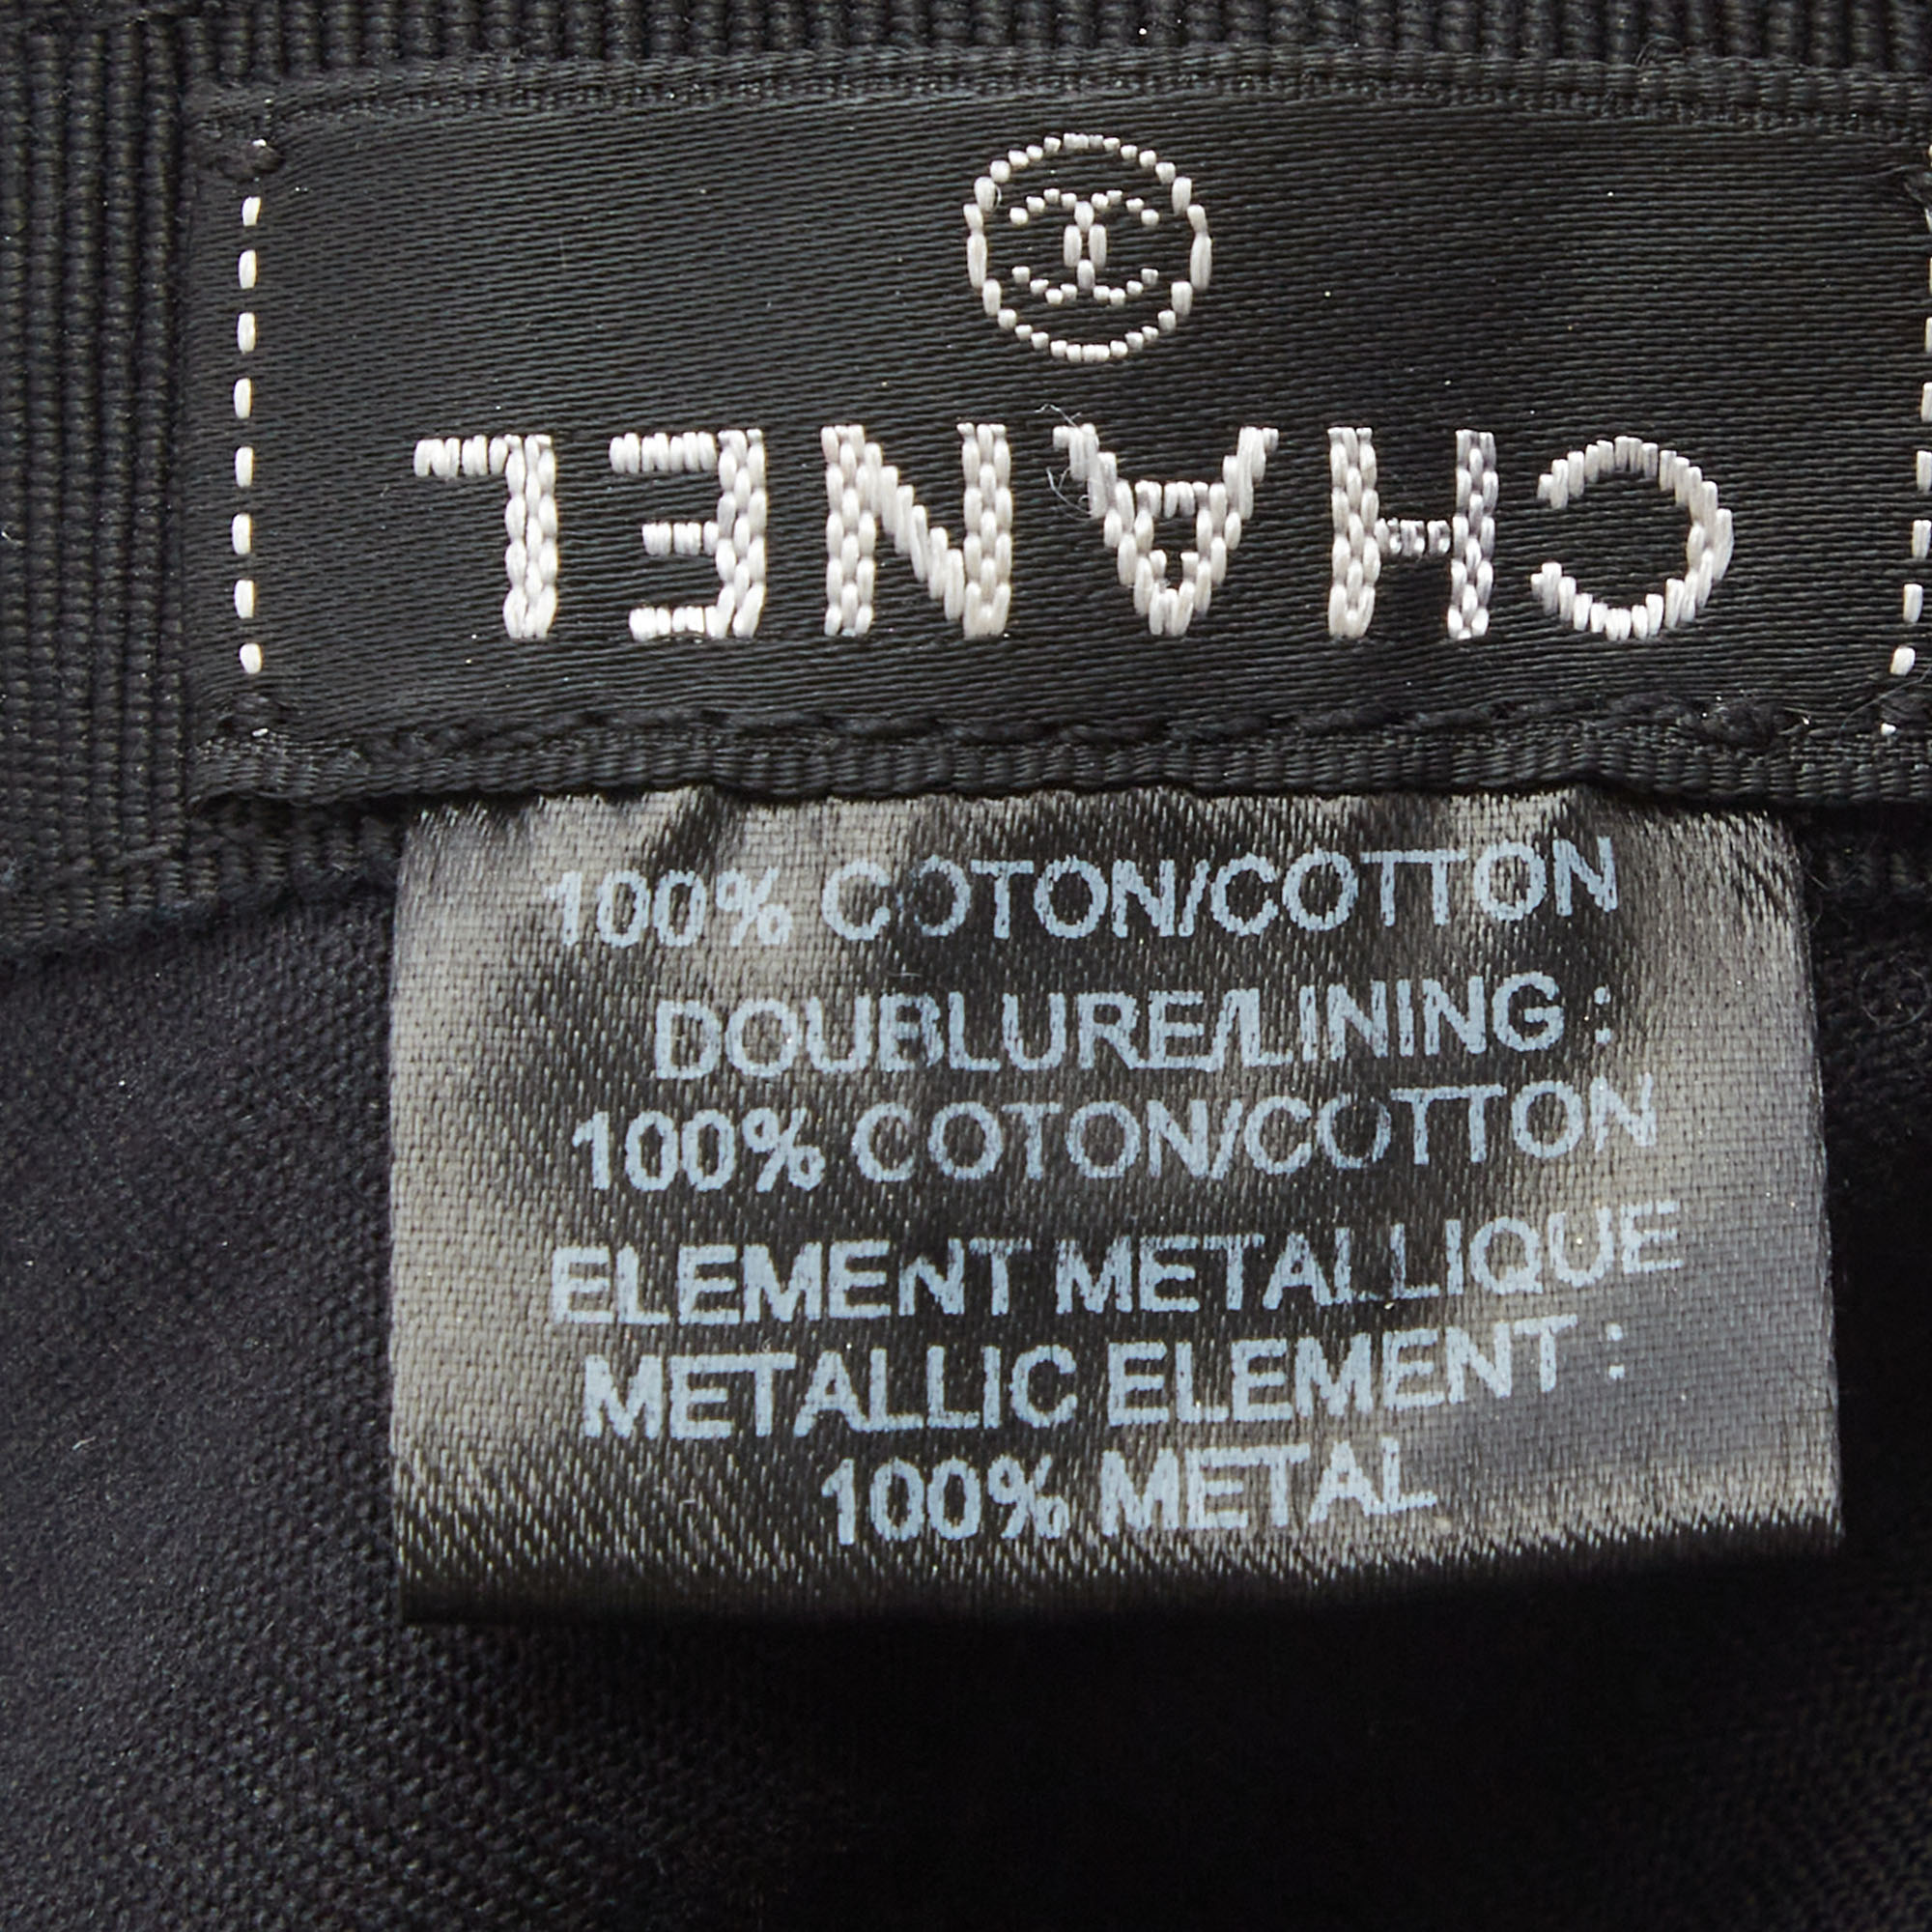 CHANEL
100% COTON/COTTON
DOUBLURE/LINING :
100% COTON/COTTON
ELEMENT METALLIQUE
METALLIC ELEMENT :
100% METAL